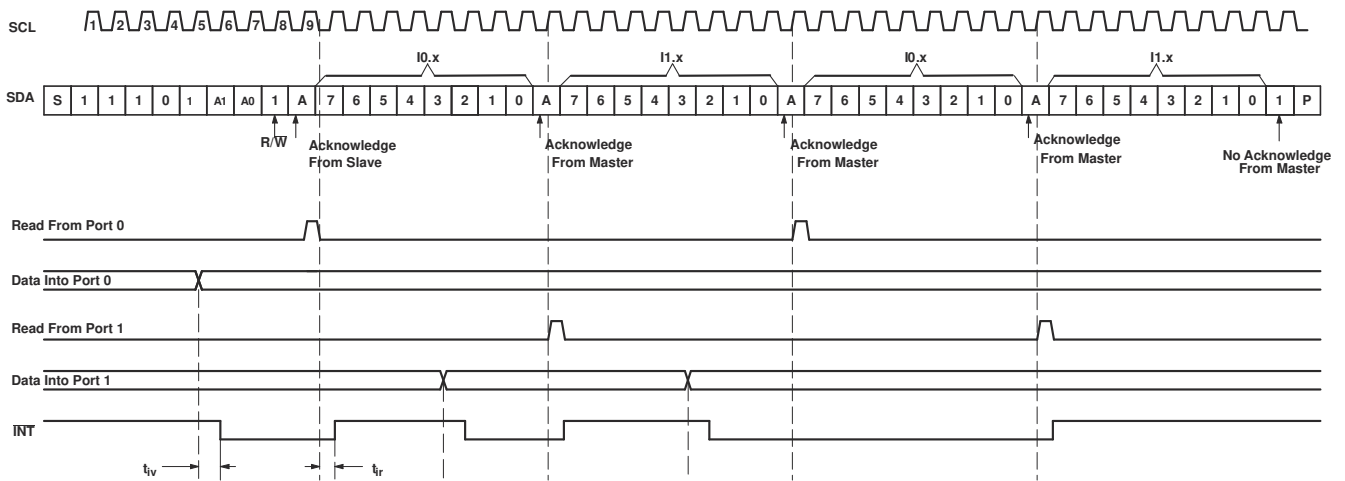 SCL 1 2 3 4 5 6 7 8 9
I0.x I1.x I0.x I1.x
SDA S 1 1 1 0 1 A1 A0 1 A 7 6 5 4 3 2 1 0 A 7 6 5 4 3 2 1 0 A 7 6 5 4 3 2 1 0 A 7 6 5 4 3 2 1 0 1 P
R/W̅
Acknowledge
From Slave
Acknowledge
From Master
Acknowledge
From Master
Acknowledge
From Master
No Acknowledge
From Master
Read From Port 0
Data Into Port 0
Read From Port 1
Data Into Port 1
I̅N̅T̅
tiv
tir